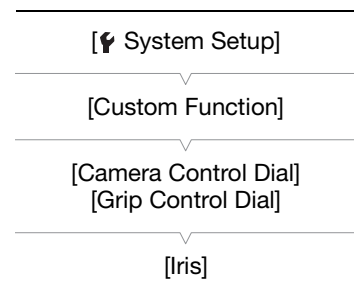 [ System Setup]
[Custom Function]
[Camera Control Dial]
[Grip Control Dial]
[Iris]